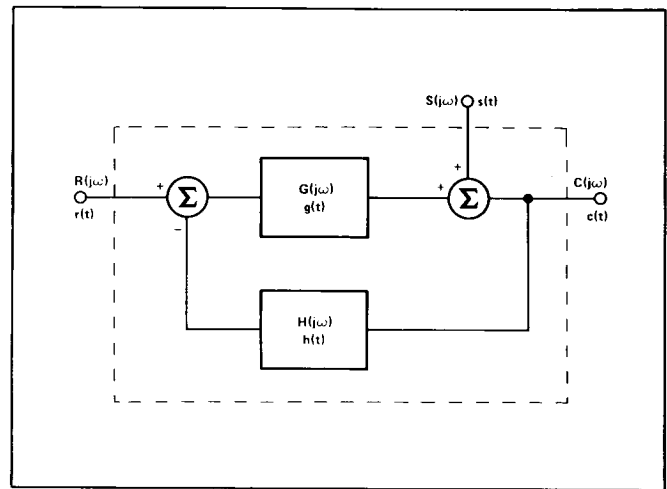 S(jω) s(t)
R(jω)
r(t)
+
Σ
−
G(jω)
g(t)
+
+
Σ
C(jω)
c(t)
H(jω)
h(t)